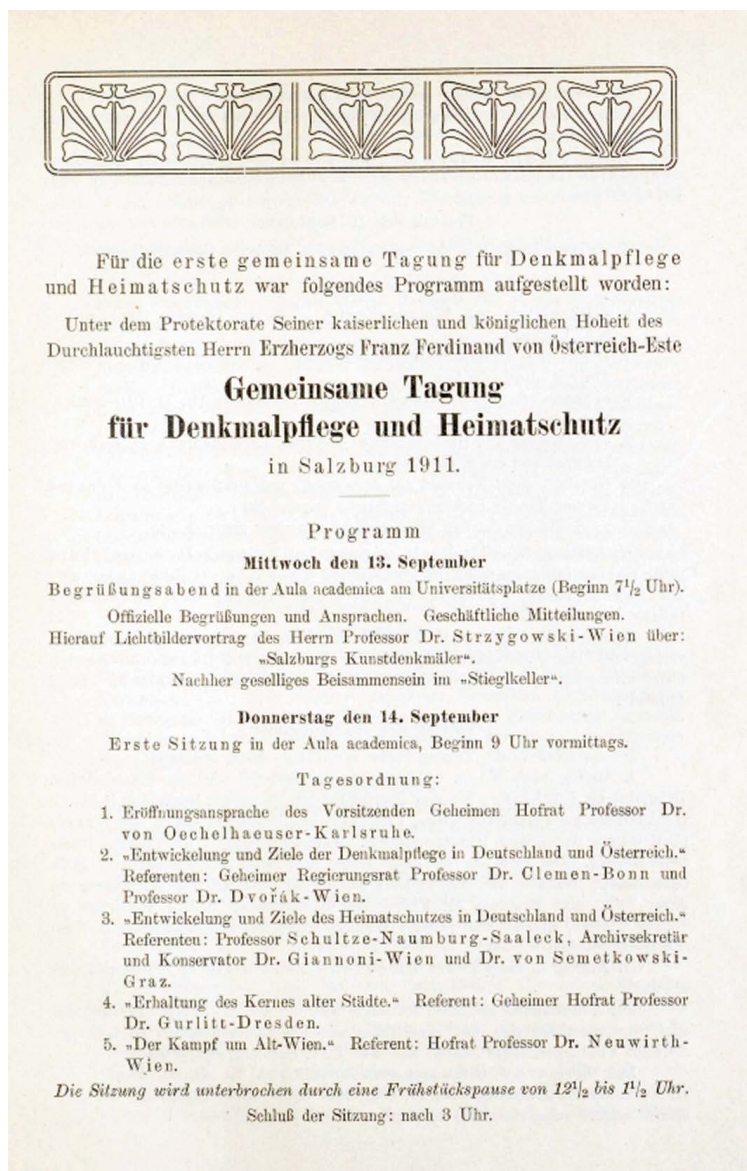 Für die erste gemeinsame Tagung für Denkmalpflege
und Heimatschutz war folgendes Programm aufgestellt worden:
Unter dem Protektorate Seiner kaiserlichen und königlichen Hoheit des
Durchlauchtigsten Herrn Erzherzogs Franz Ferdinand von Österreich-Este
Gemeinsame Tagung
für Denkmalpflege und Heimatschutz
in Salzburg 1911.
Programm
Mittwoch den 13. September
Begrüßungsabend in der Aula academica am Universitätsplatze (Beginn 7¹/₂ Uhr).
Offizielle Begrüßungen und Ansprachen. Geschäftliche Mitteilungen.
Hierauf Lichtbildervortrag des Herrn Professor Dr. Strzygowski-Wien über:
„Salzburgs Kunstdenkmäler“.
Nachher geselliges Beisammensein im „Stieglkeller“.
Donnerstag den 14. September
Erste Sitzung in der Aula academica, Beginn 9 Uhr vormittags.
Tagesordnung:
1. Eröffnungsansprache des Vorsitzenden Geheimen Hofrat Professor Dr.
von Oechelhaeuser-Karlsruhe.
2. „Entwickelung und Ziele der Denkmalpflege in Deutschland und Österreich.“
Referenten: Geheimer Regierungsrat Professor Dr. Clemen-Bonn und
Professor Dr. Dvořák-Wien.
3. „Entwickelung und Ziele des Heimatschutzes in Deutschland und Österreich.“
Referenten: Professor Schultze-Naumburg-Saaleck, Archivsekretär
und Konservator Dr. Giannoni-Wien und Dr. von Semetkowski-
Graz.
4. „Erhaltung des Kernes alter Städte.“ Referent: Geheimer Hofrat Professor
Dr. Gurlitt-Dresden.
5. „Der Kampf um Alt-Wien.“ Referent: Hofrat Professor Dr. Neuwirth-
Wien.
Die Sitzung wird unterbrochen durch eine Frühstückspause von 12¹/₂ bis 1¹/₂ Uhr.
Schluß der Sitzung: nach 3 Uhr.